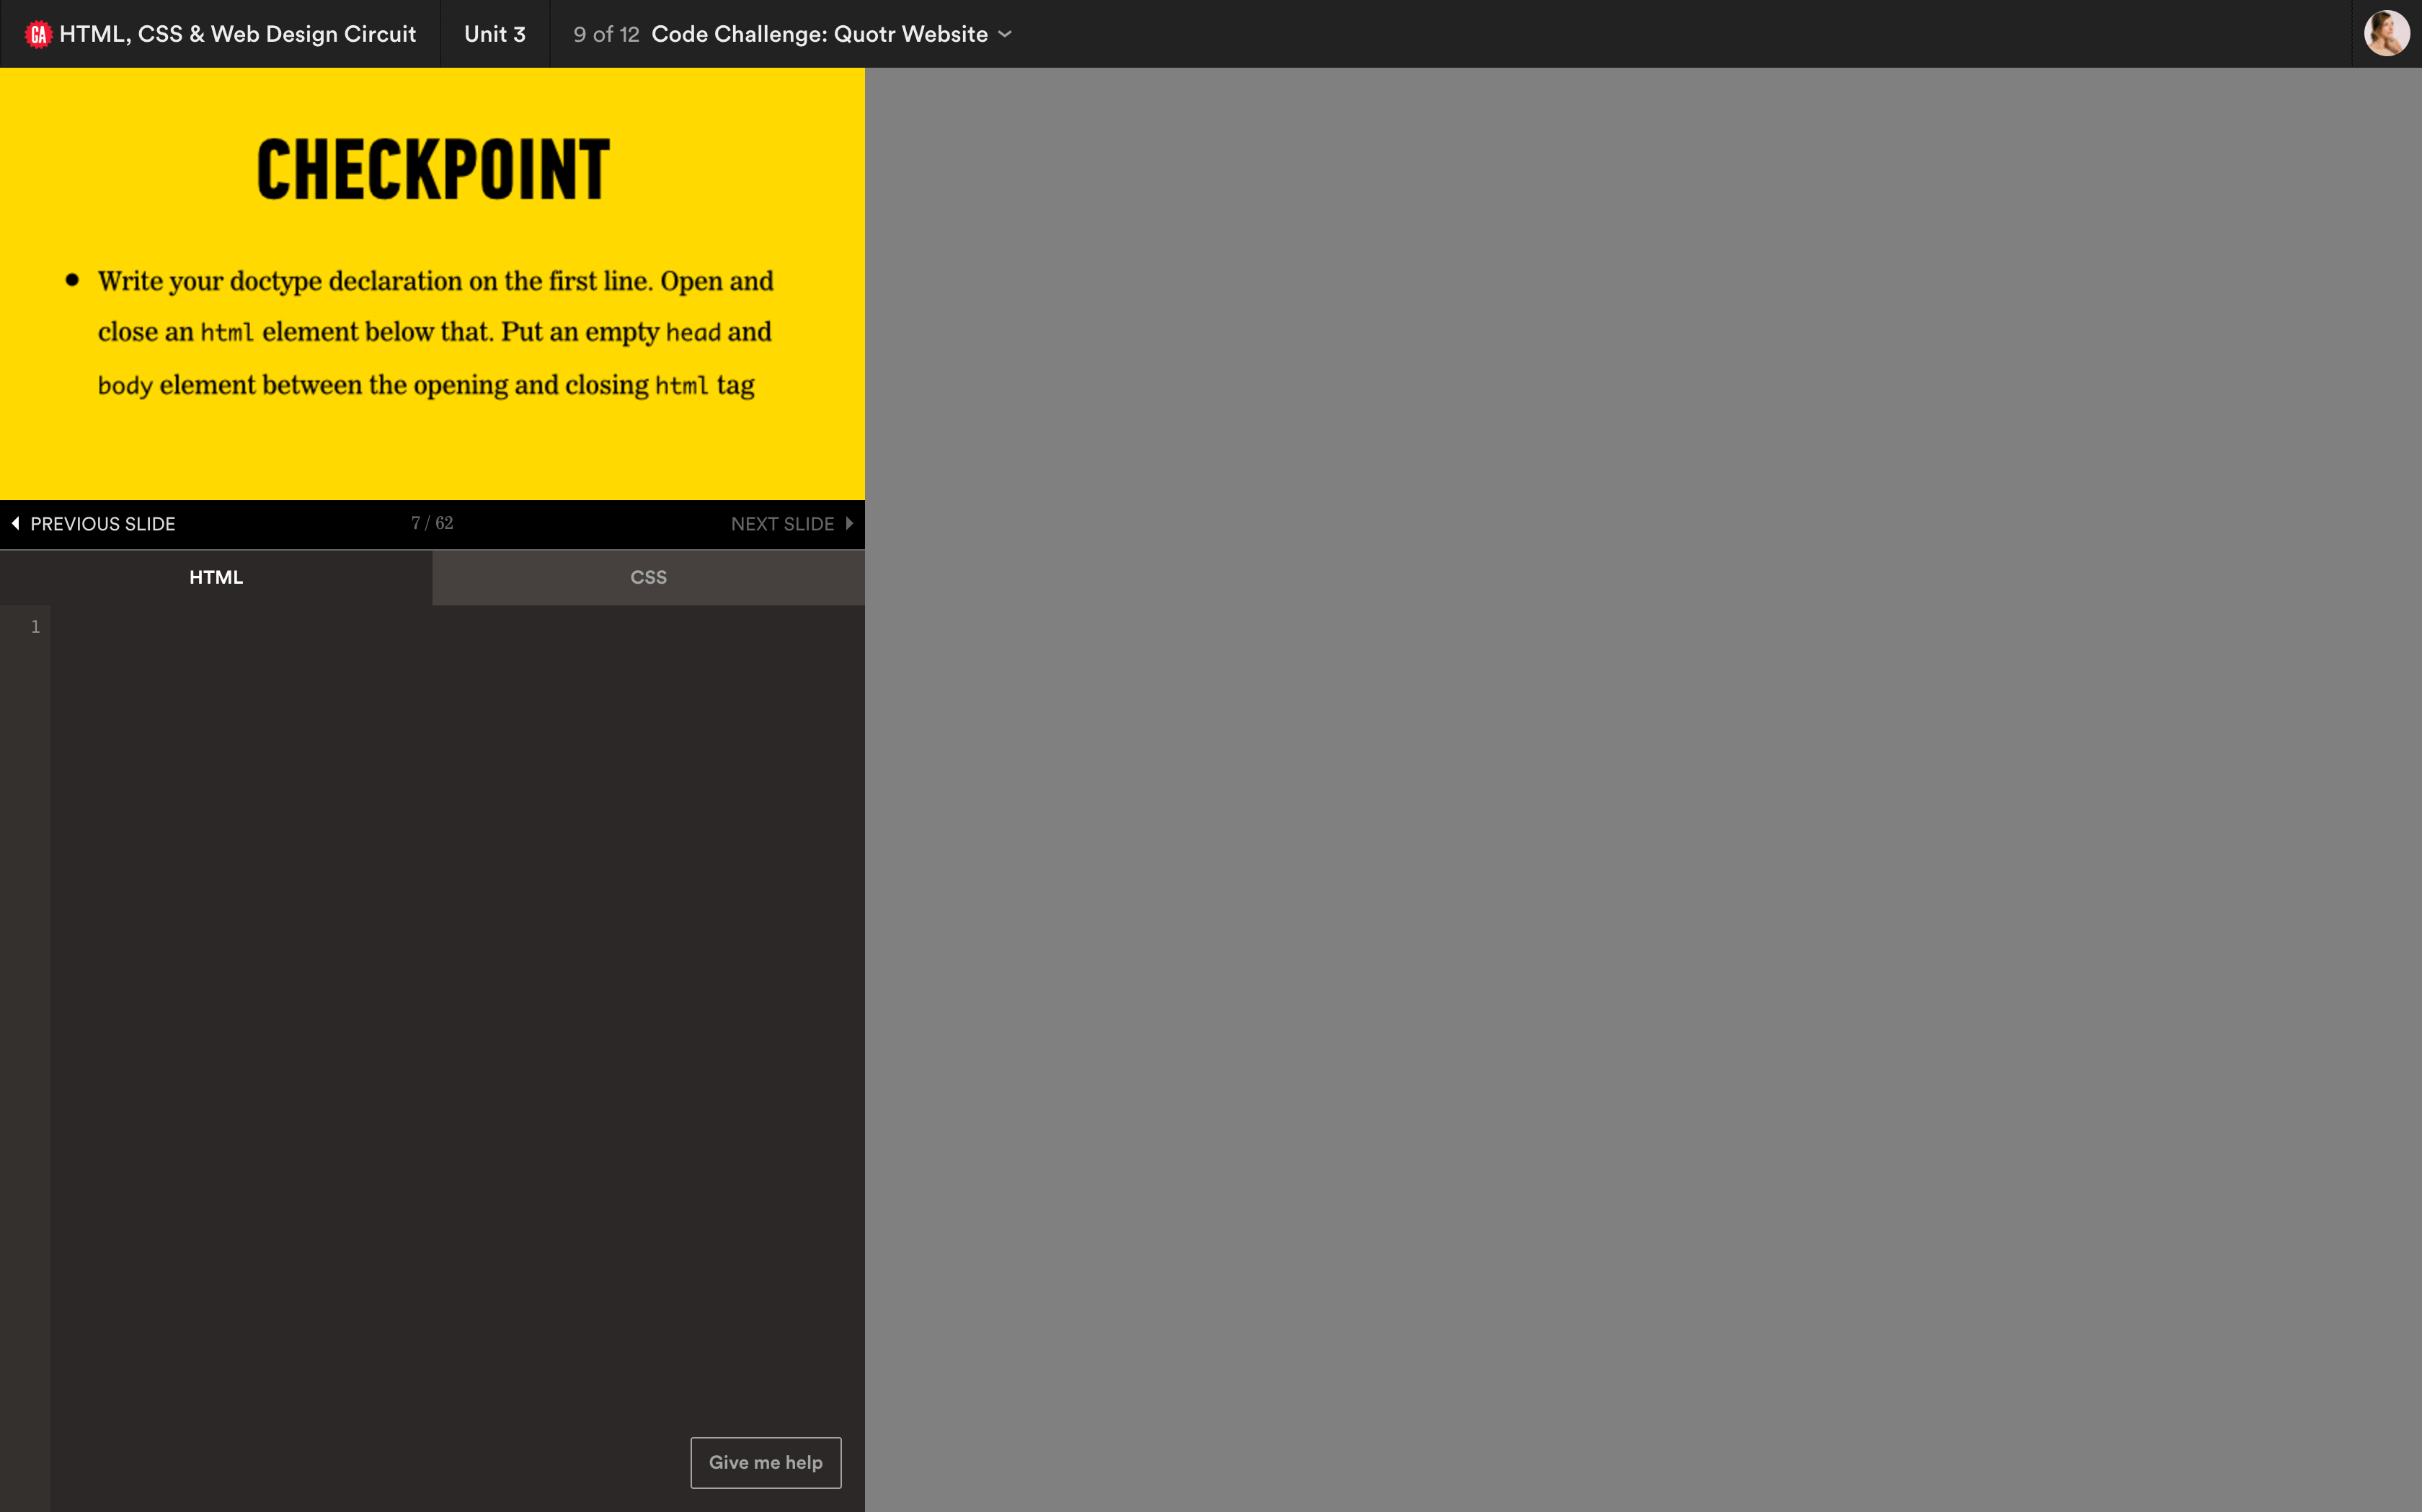 GA HTML, CSS & Web Design Circuit Unit 3 9 of 12 Code Challenge: Quotr Website
CHECKPOINT
• Write your doctype declaration on the first line. Open and
close an html element below that. Put an empty head and
body element between the opening and closing html tag
PREVIOUS SLIDE 7 / 62 NEXT SLIDE
HTML CSS
1
Give me help